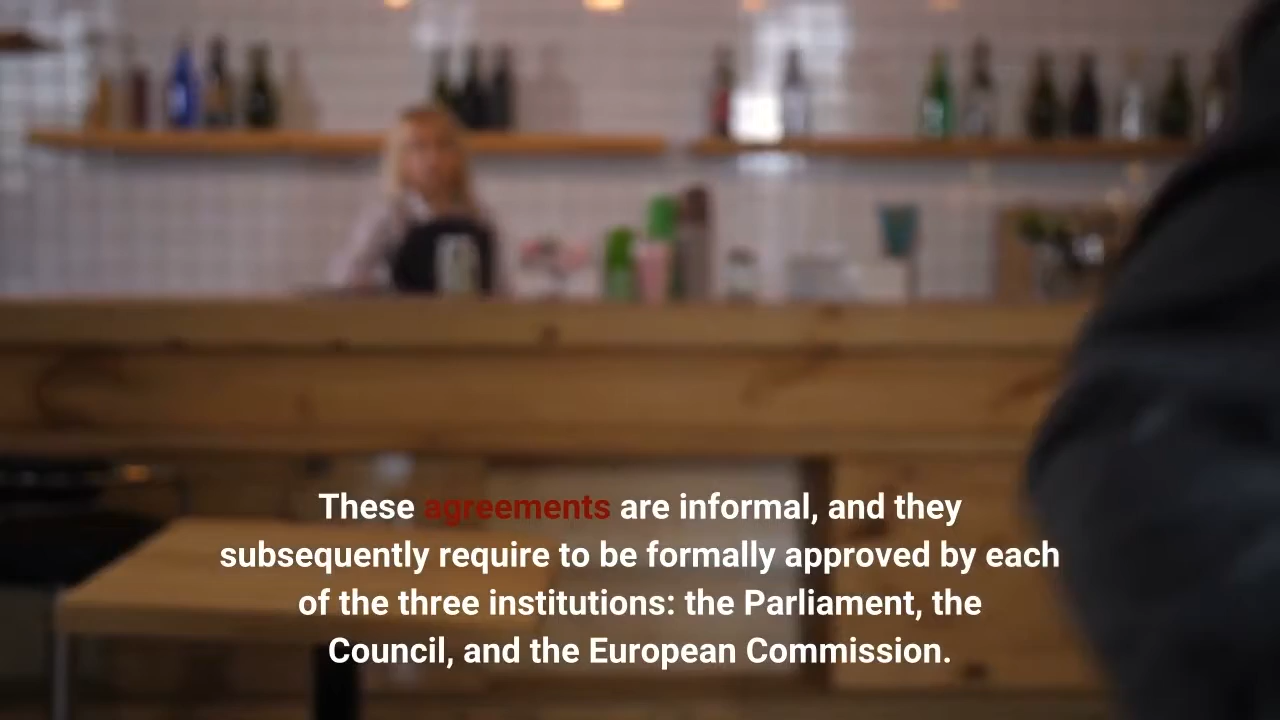 These agreements are informal, and they
subsequently require to be formally approved by each
of the three institutions: the Parliament, the
Council, and the European Commission.